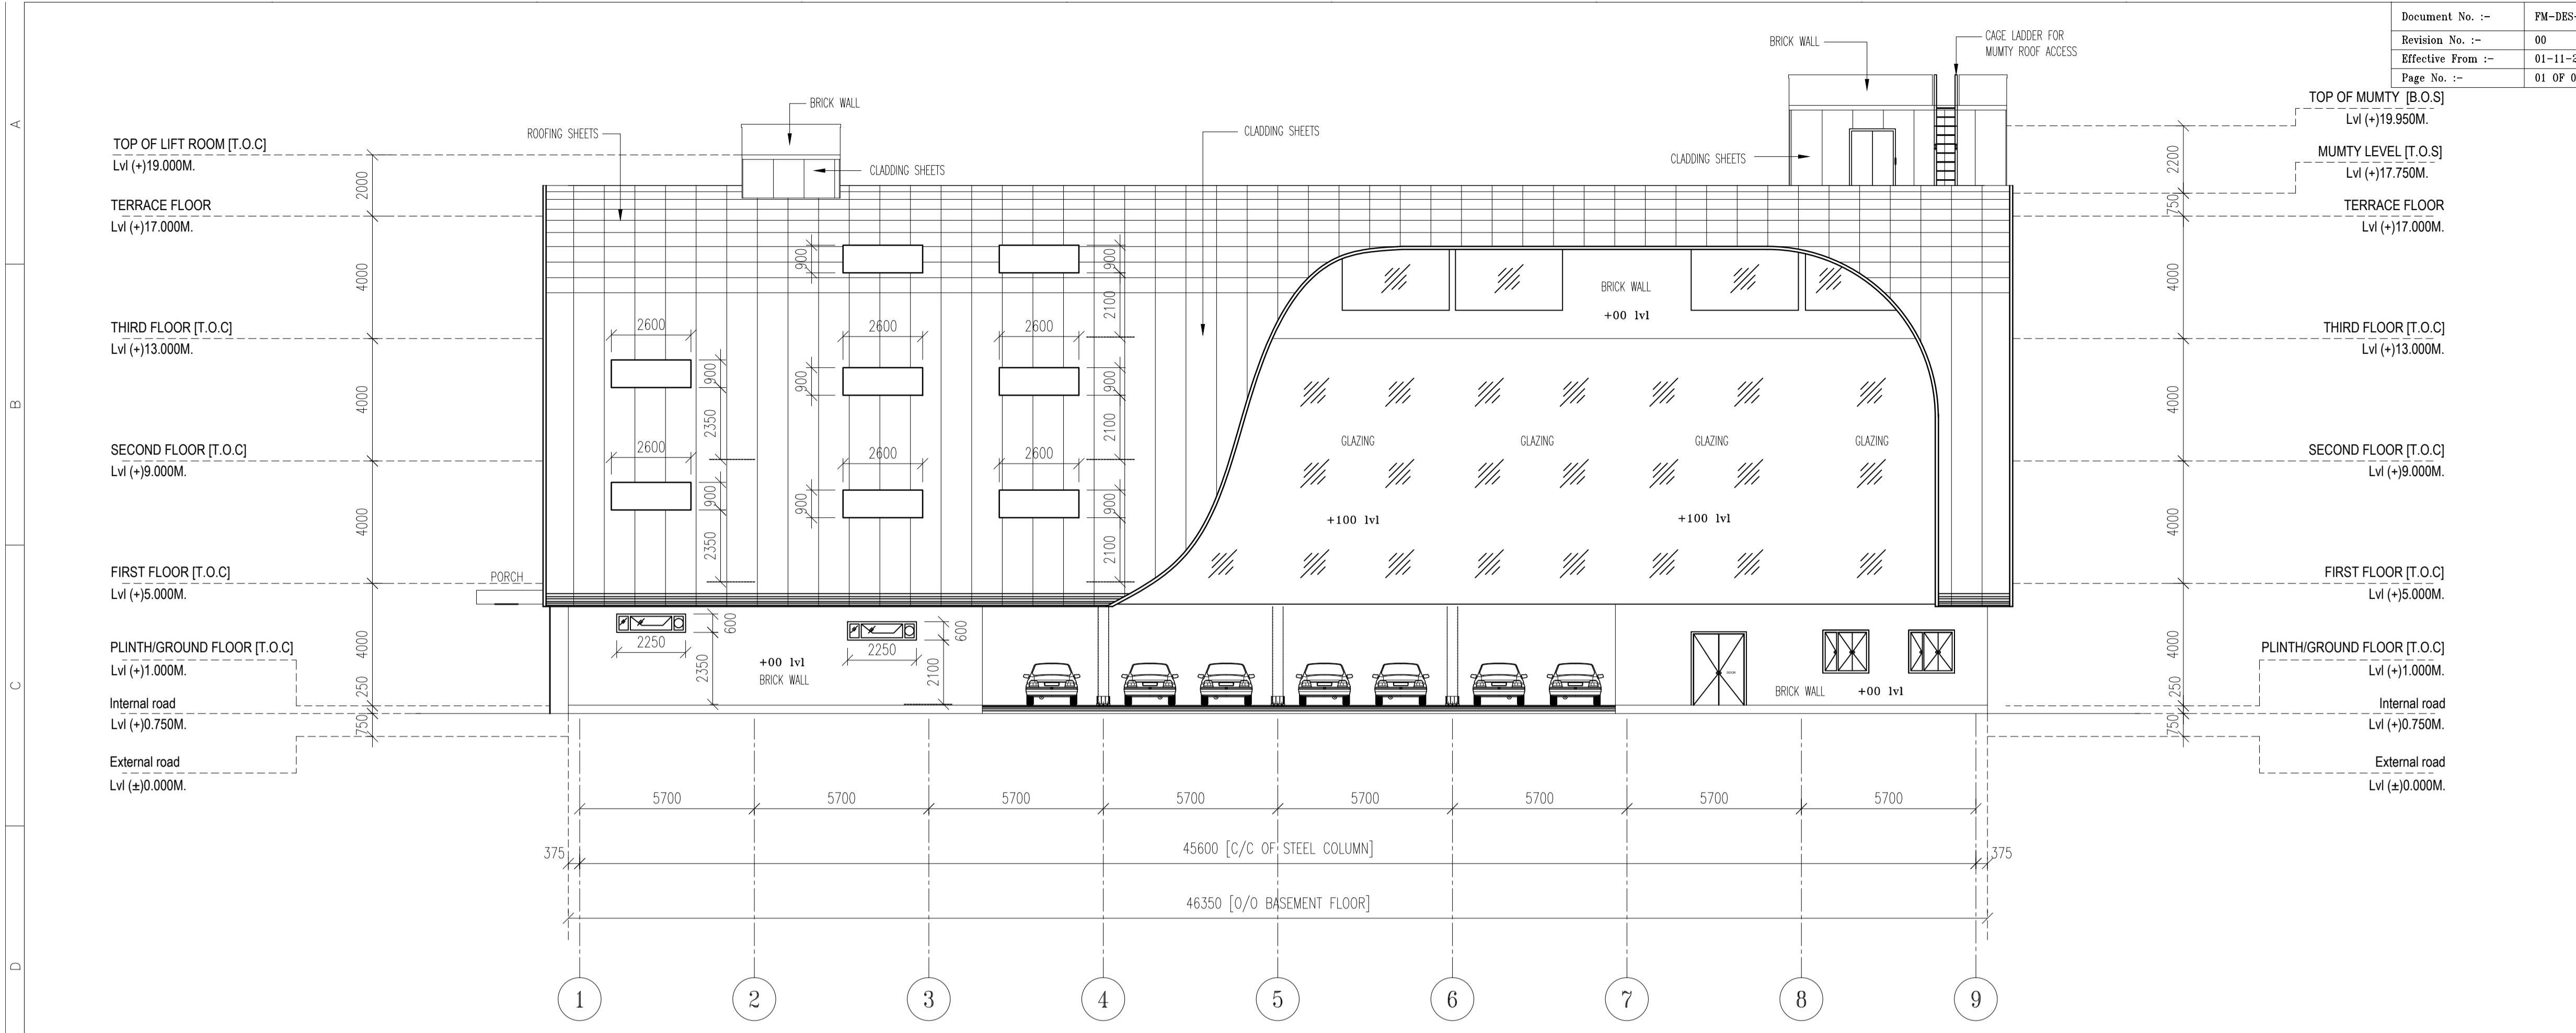 Document No. :-
FM-DES-
Revision No. :-
00
Effective From :-
01-11-2
Page No. :-
01 OF 0
A
B
C
D
BRICK WALL
CAGE LADDER FOR
MUMTY ROOF ACCESS
BRICK WALL
ROOFING SHEETS
CLADDING SHEETS
CLADDING SHEETS
CLADDING SHEETS
TOP OF LIFT ROOM [T.O.C]
Lvl (+)19.000M.
TERRACE FLOOR
Lvl (+)17.000M.
THIRD FLOOR [T.O.C]
Lvl (+)13.000M.
SECOND FLOOR [T.O.C]
Lvl (+)9.000M.
FIRST FLOOR [T.O.C]
Lvl (+)5.000M.
PLINTH/GROUND FLOOR [T.O.C]
Lvl (+)1.000M.
Internal road
Lvl (+)0.750M.
External road
Lvl (±)0.000M.
2000
4000
4000
4000
4000
250
750
PORCH
900
900
2100
2600
2600
2600
900
900
900
2350
2100
2600
2600
2600
900
900
900
2350
2100
BRICK WALL
+00 lvl
GLAZING
GLAZING
GLAZING
GLAZING
+100 lvl
+100 lvl
600
2250
2350
600
2250
2100
+00 lvl
BRICK WALL
DOOR
BRICK WALL
+00 lvl
TOP OF MUMTY [B.O.S]
Lvl (+)19.950M.
MUMTY LEVEL [T.O.S]
Lvl (+)17.750M.
TERRACE FLOOR
Lvl (+)17.000M.
THIRD FLOOR [T.O.C]
Lvl (+)13.000M.
SECOND FLOOR [T.O.C]
Lvl (+)9.000M.
FIRST FLOOR [T.O.C]
Lvl (+)5.000M.
PLINTH/GROUND FLOOR [T.O.C]
Lvl (+)1.000M.
Internal road
Lvl (+)0.750M.
External road
Lvl (±)0.000M.
2200
750
4000
4000
4000
4000
250
750
5700
5700
5700
5700
5700
5700
5700
5700
375
45600 [C/C OF STEEL COLUMN]
375
46350 [O/O BASEMENT FLOOR]
1
2
3
4
5
6
7
8
9